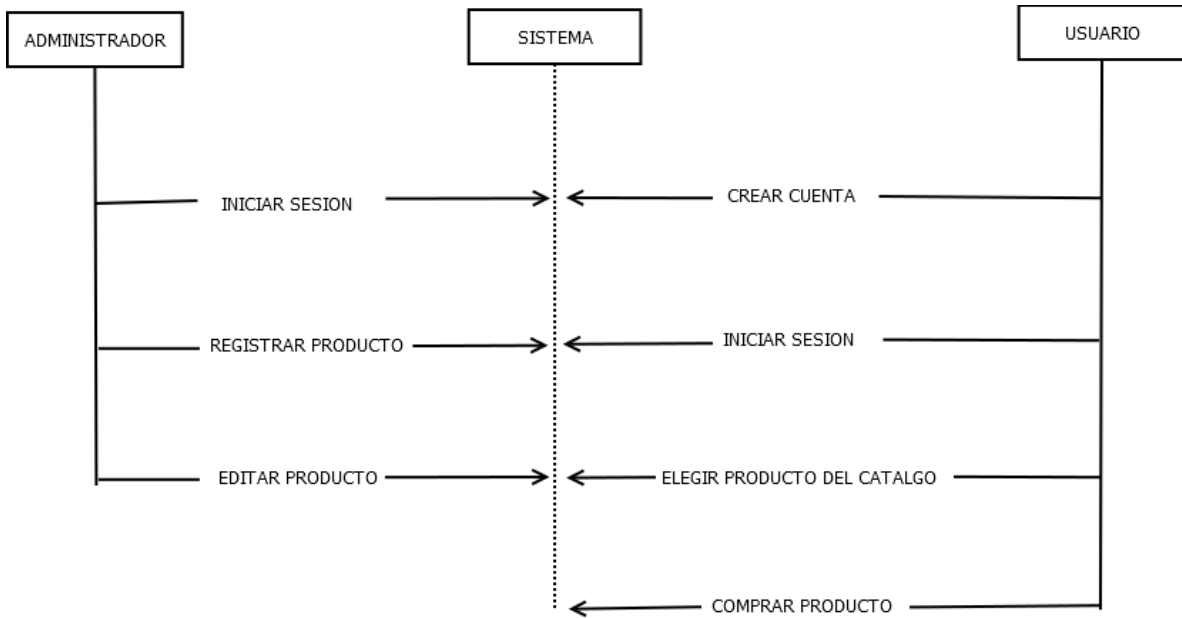 ADMINISTRADOR
SISTEMA
USUARIO
INICIAR SESION
CREAR CUENTA
REGISTRAR PRODUCTO
INICIAR SESION
EDITAR PRODUCTO
ELEGIR PRODUCTO DEL CATALGO
COMPRAR PRODUCTO